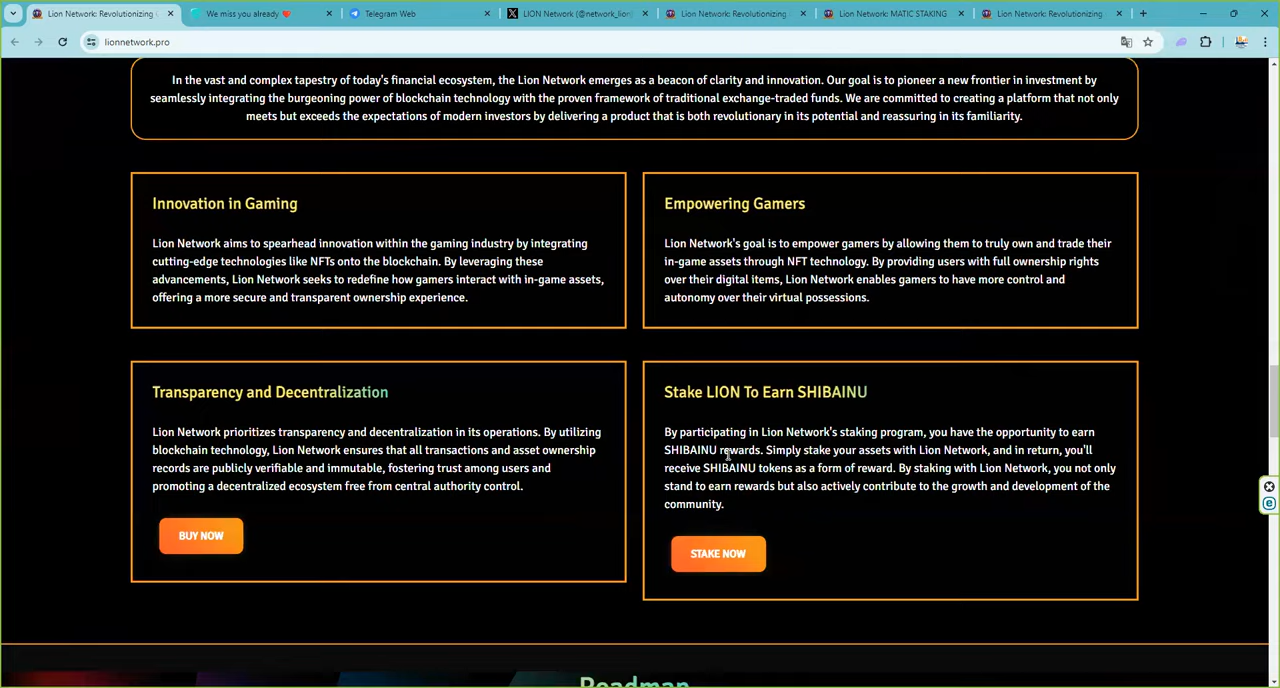 Lion Network: Revolutionizing
We miss you already
Telegram Web
LION Network (@network_lion)
Lion Network: Revolutionizing
Lion Network: MATIC STAKING
Lion Network: Revolutionizing
lionnetwork.pro
In the vast and complex tapestry of today's financial ecosystem, the Lion Network emerges as a beacon of clarity and innovation. Our goal is to pioneer a new frontier in investment by
seamlessly integrating the burgeoning power of blockchain technology with the proven framework of traditional exchange-traded funds. We are committed to creating a platform that not only
meets but exceeds the expectations of modern investors by delivering a product that is both revolutionary in its potential and reassuring in its familiarity.
Innovation in Gaming
Lion Network aims to spearhead innovation within the gaming industry by integrating
cutting-edge technologies like NFTs onto the blockchain. By leveraging these
advancements, Lion Network seeks to redefine how gamers interact with in-game assets,
offering a more secure and transparent ownership experience.
Empowering Gamers
Lion Network's goal is to empower gamers by allowing them to truly own and trade their
in-game assets through NFT technology. By providing users with full ownership rights
over their digital items, Lion Network enables gamers to have more control and
autonomy over their virtual possessions.
Transparency and Decentralization
Lion Network prioritizes transparency and decentralization in its operations. By utilizing
blockchain technology, Lion Network ensures that all transactions and asset ownership
records are publicly verifiable and immutable, fostering trust among users and
promoting a decentralized ecosystem free from central authority control.
BUY NOW
Stake LION To Earn SHIBAINU
By participating in Lion Network's staking program, you have the opportunity to earn
SHIBAINU rewards. Simply stake your assets with Lion Network, and in return, you'll
receive SHIBAINU tokens as a form of reward. By staking with Lion Network, you not only
stand to earn rewards but also actively contribute to the growth and development of the
community.
STAKE NOW
Roadmap